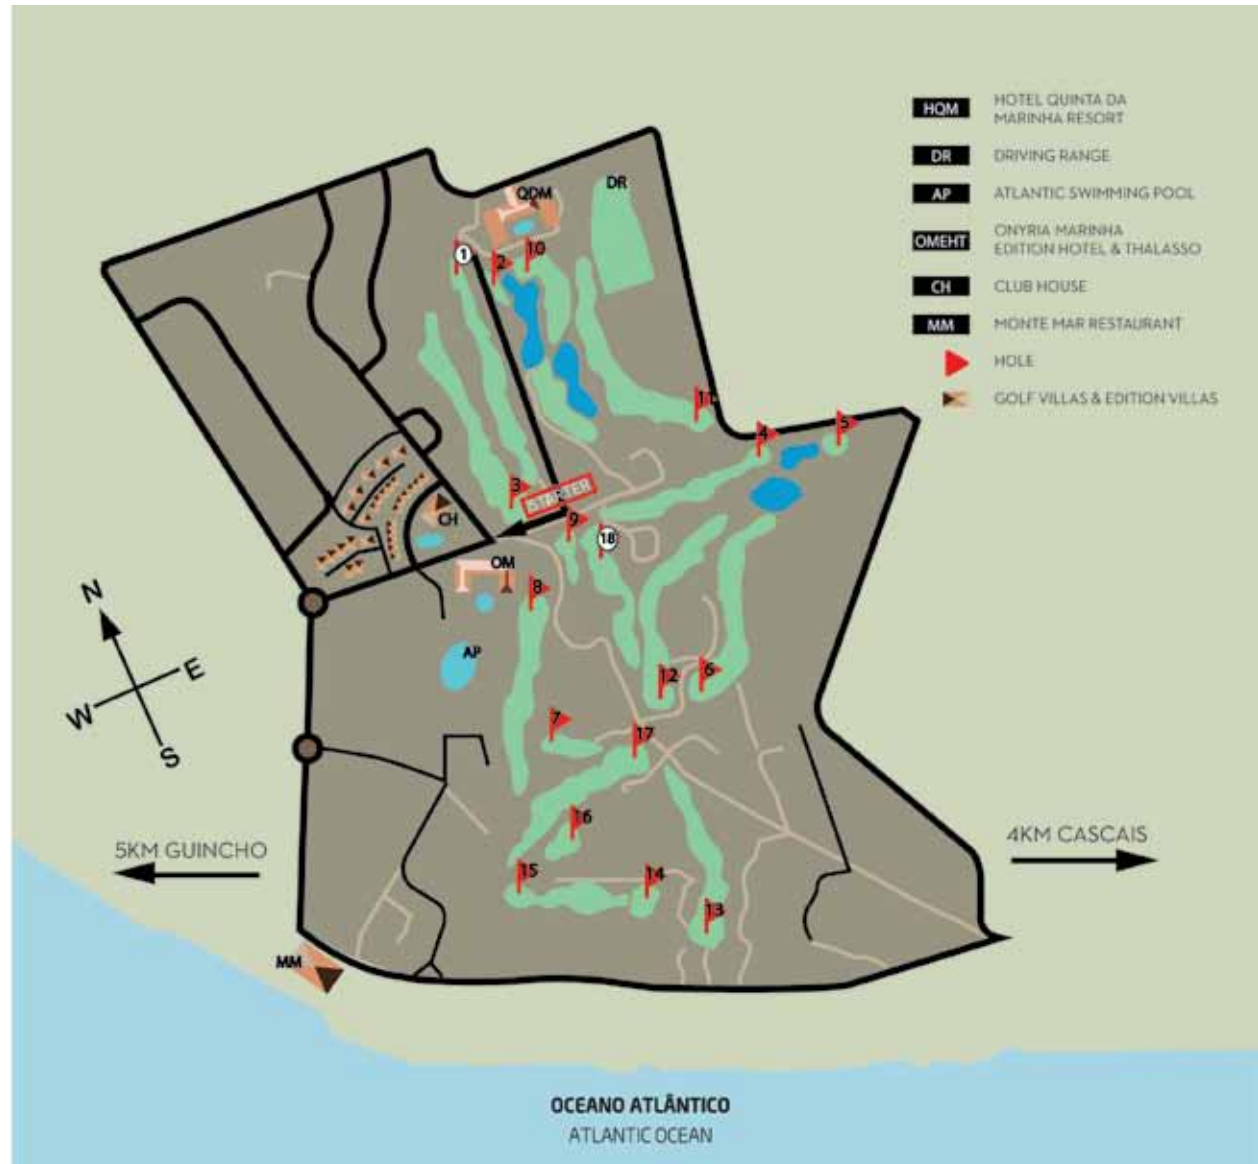 HQM
HOTEL QUINTA DA
MARINHA RESORT
DR
DRIVING RANGE
AP
ATLANTIC SWIMMING POOL
OMEHT
ONYRIA MARINHA
EDITION HOTEL & THALASSO
CH
CLUB HOUSE
MM
MONTE MAR RESTAURANT
HOLE
GOLF VILLAS & EDITION VILLAS
DR
QDM
1
2
10
11
4
5
3
STARTER
9
18
CH
OM
8
AP
N
E
W
S
12
6
7
17
16
15
14
13
5KM GUINCHO
4KM CASCAIS
MM
OCEANO ATLÂNTICO
ATLANTIC OCEAN